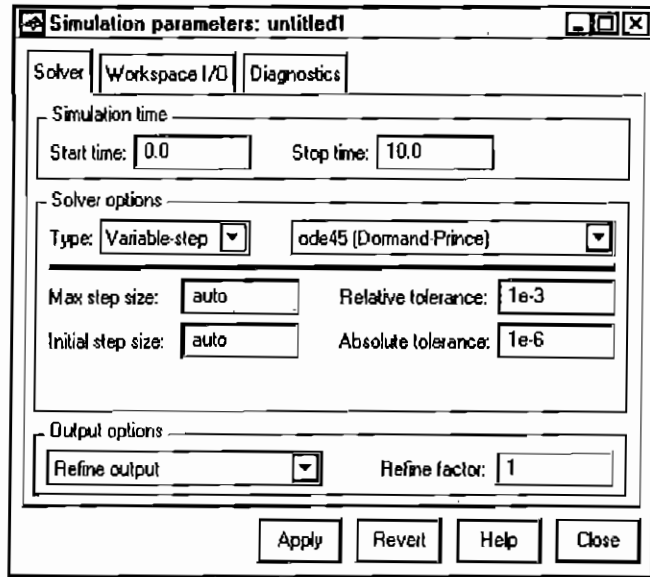 Simulation parameters: untitled1
Solver Workspace I/O Diagnostics
Simulation time
Start time: 0.0 Stop time: 10.0
Solver options
Type: Variable-step ode45 (Dormand-Prince)
Max step size: auto Relative tolerance: 1e-3
Initial step size: auto Absolute tolerance: 1e-6
Output options
Refine output Refine factor: 1
Apply Revert Help Close